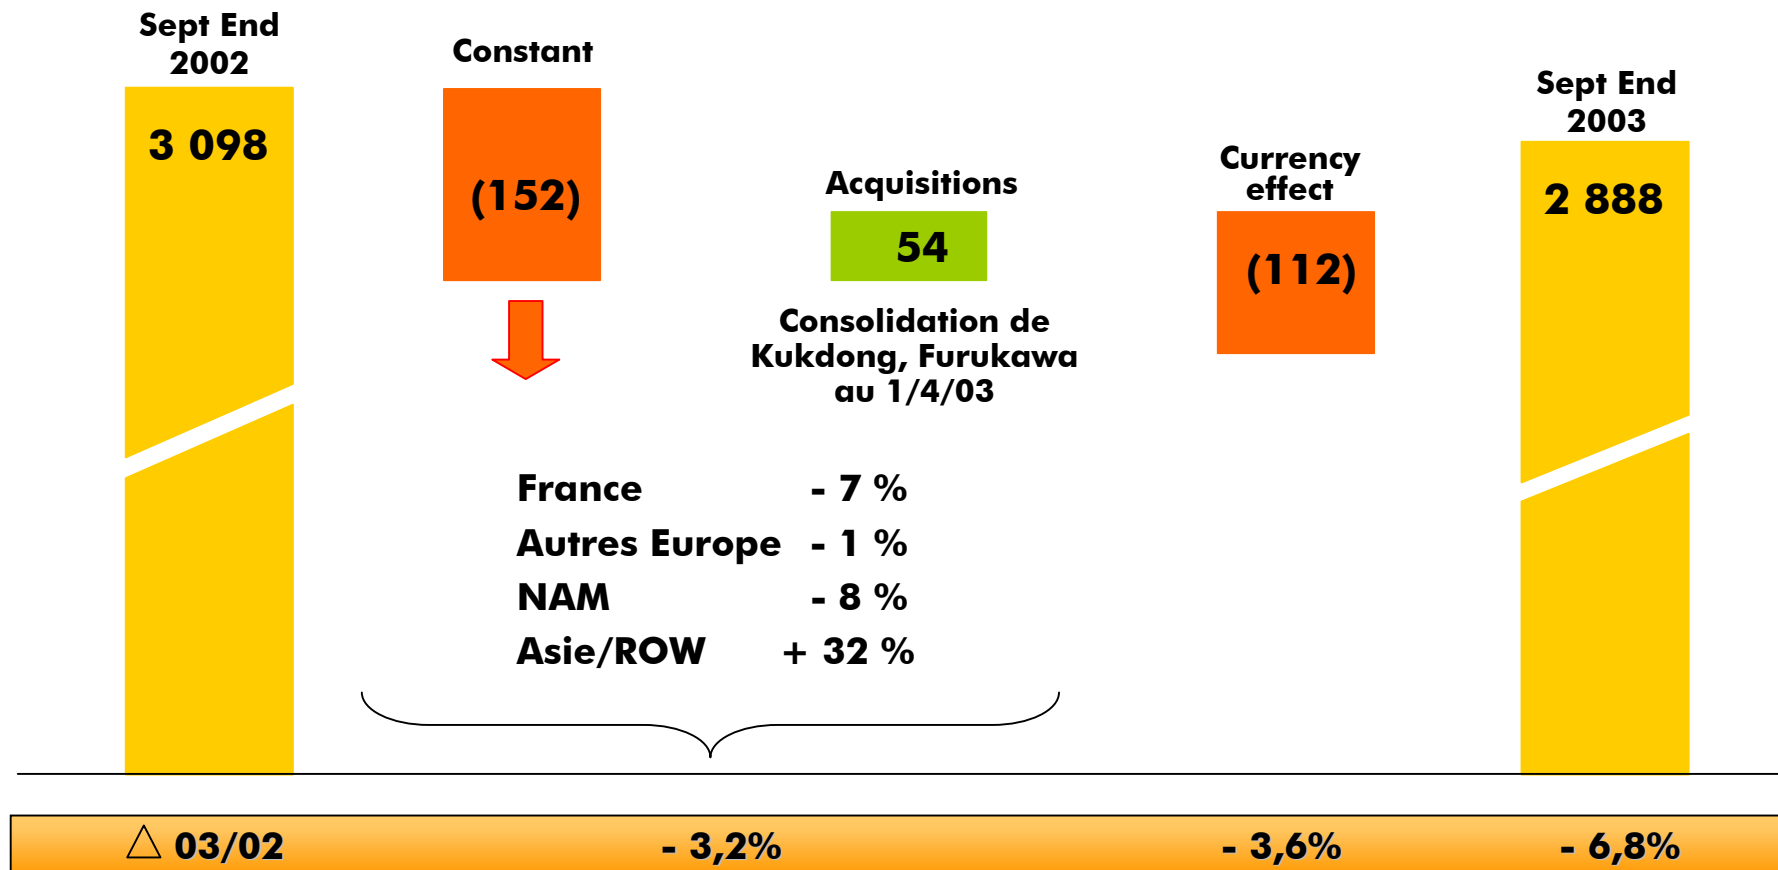 Sept End
2002
3 098
Constant
(152)
Acquisitions
54
Consolidation de
Kukdong, Furukawa
au 1/4/03
Currency
effect
(112)
Sept End
2003
2 888
France - 7 %
Autres Europe - 1 %
NAM - 8 %
Asie/ROW + 32 %
△ 03/02 - 3,2% - 3,6% - 6,8%